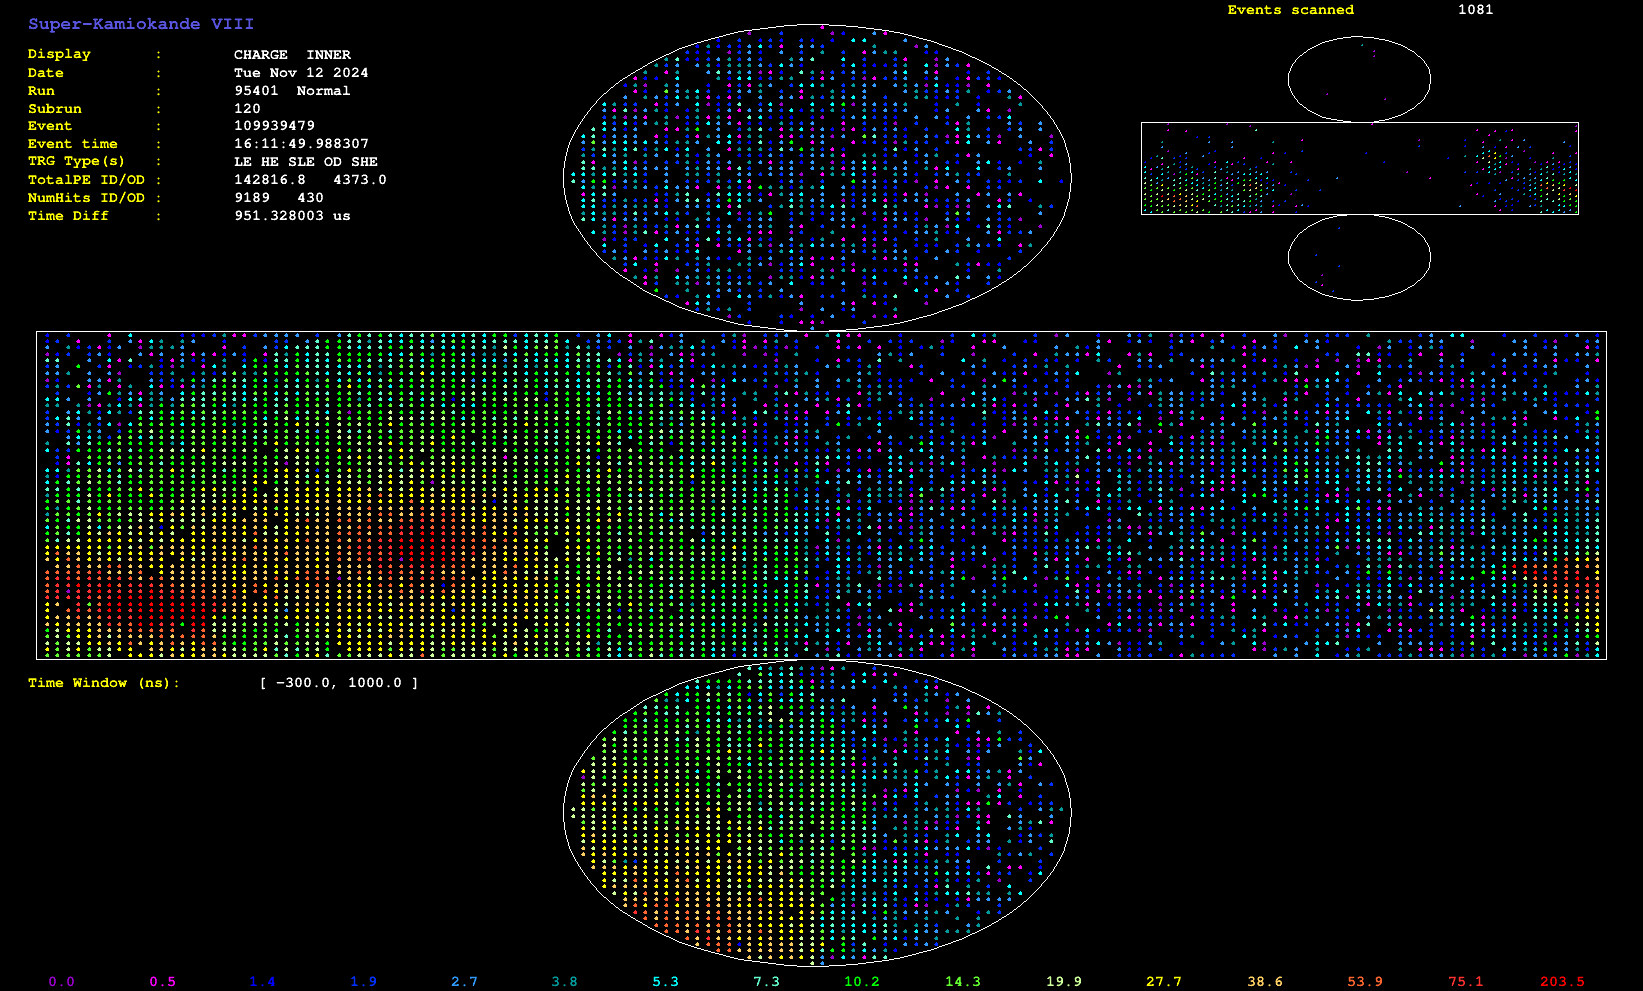 Super-Kamiokande VIII
Events scanned 1081
Display : CHARGE INNER
Date : Tue Nov 12 2024
Run : 95401 Normal
Subrun : 120
Event : 109939479
Event time : 16:11:49.988307
TRG Type(s) : LE HE SLE OD SHE
TotalPE ID/OD : 142816.8 4373.0
NumHits ID/OD : 9189 430
Time Diff : 951.328003 us
Time Window (ns): [ -300.0, 1000.0 ]
0.0 0.5 1.4 1.9 2.7 3.8 5.3 7.3 10.2 14.3 19.9 27.7 38.6 53.9 75.1 203.5